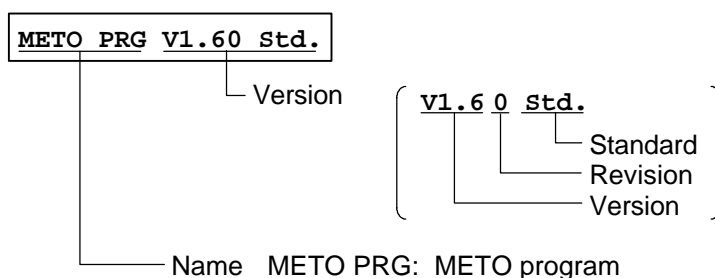 METO PRG V1.60 Std.
Version
V1.6 0 Std.
Standard
Revision
Version
Name METO PRG: METO program